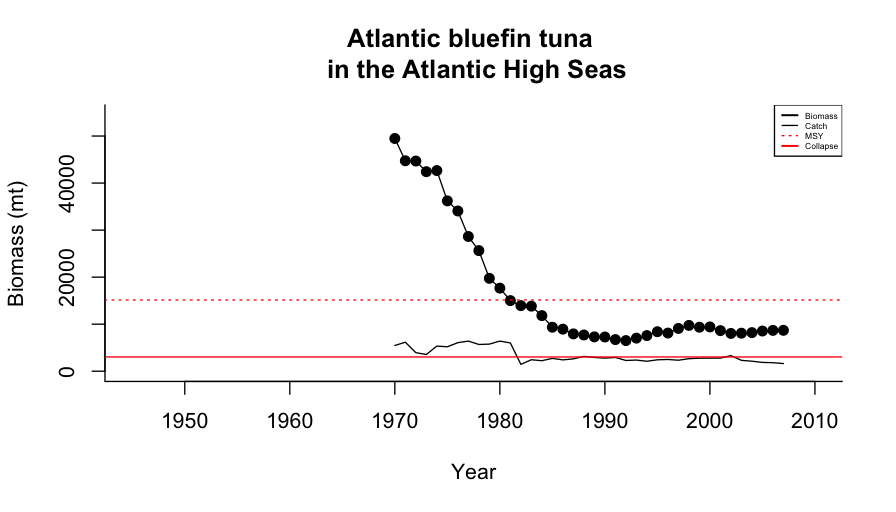 Atlantic bluefin tuna
in the Atlantic High Seas
Biomass
Catch
MSY
Collapse
Biomass (mt)
40000
20000
0
1950 1960 1970 1980 1990 2000 2010
Year